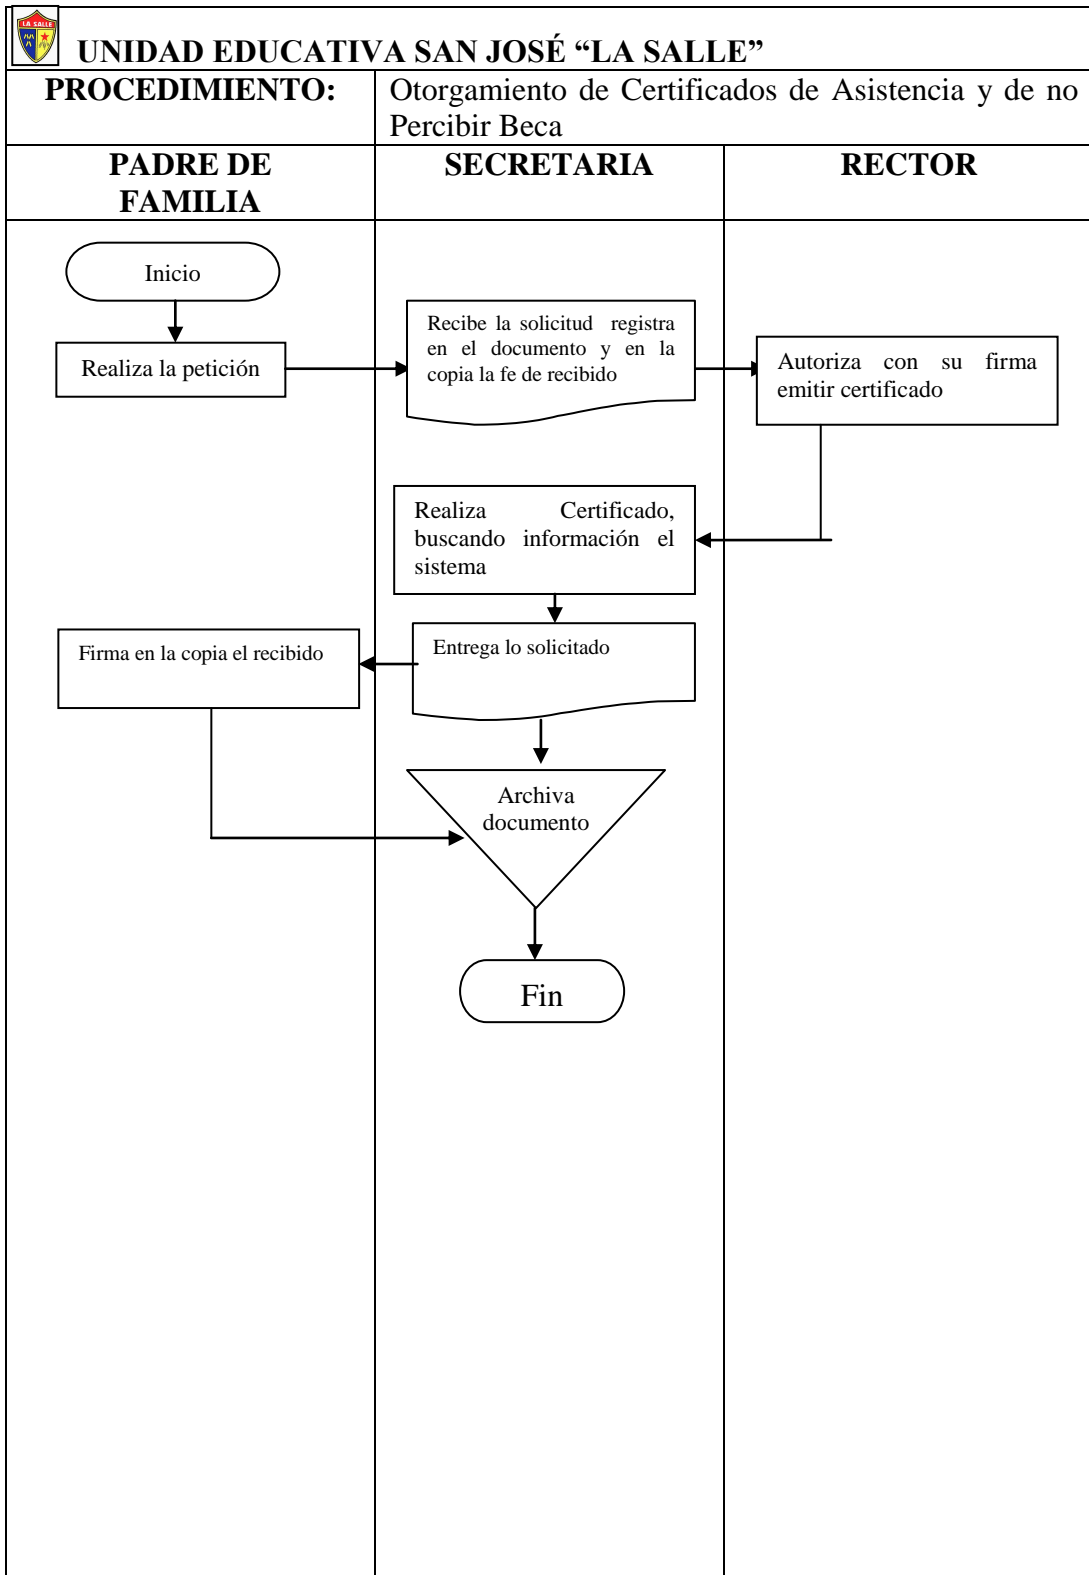 LA SALLE
UNIDAD EDUCATIVA SAN JOSÉ “LA SALLE”
PROCEDIMIENTO:
Otorgamiento de Certificados de Asistencia y de no
Percibir Beca
PADRE DE
FAMILIA
SECRETARIA
RECTOR
Inicio
Realiza la petición
Recibe la solicitud registra
en el documento y en la
copia la fe de recibido
Autoriza con su firma
emitir certificado
Realiza Certificado,
buscando información el
sistema
Entrega lo solicitado
Firma en la copia el recibido
Archiva
documento
Fin